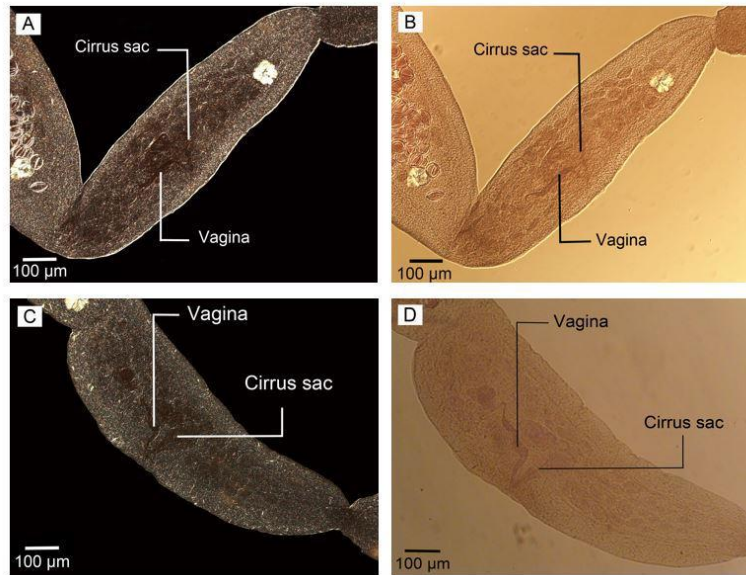 A
Cirrus sac
Vagina
100 µm
B
Cirrus sac
Vagina
100 µm
C
Vagina
Cirrus sac
100 µm
D
Vagina
Cirrus sac
100 µm